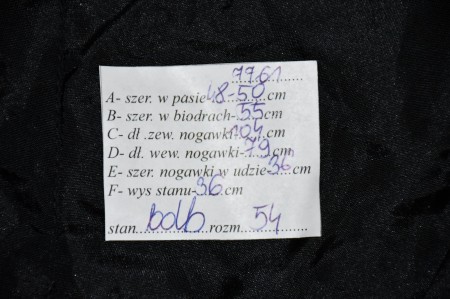 7761
A- szer. w pasie 48-50 cm
B- szer. w biodrach- 55 cm
C- dł .zew. nogawki- 104 cm
D- dł. wew. nogawki- 79 cm
E- szer. nogawki w udzie- 36 cm
F- wys stanu- 36 cm
stan... bdb ...rozm... 54